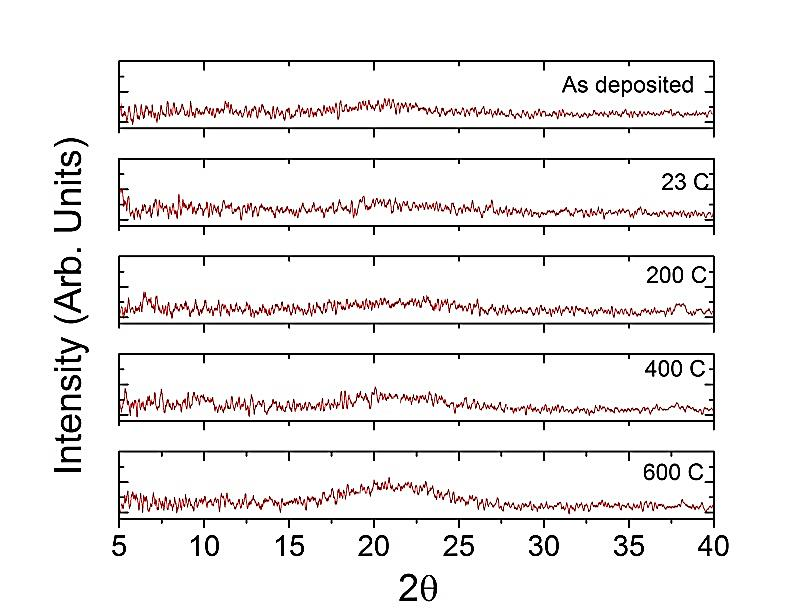 As deposited
23 C
200 C
400 C
600 C
Intensity (Arb. Units)
5 10 15 20 25 30 35 40
2θ